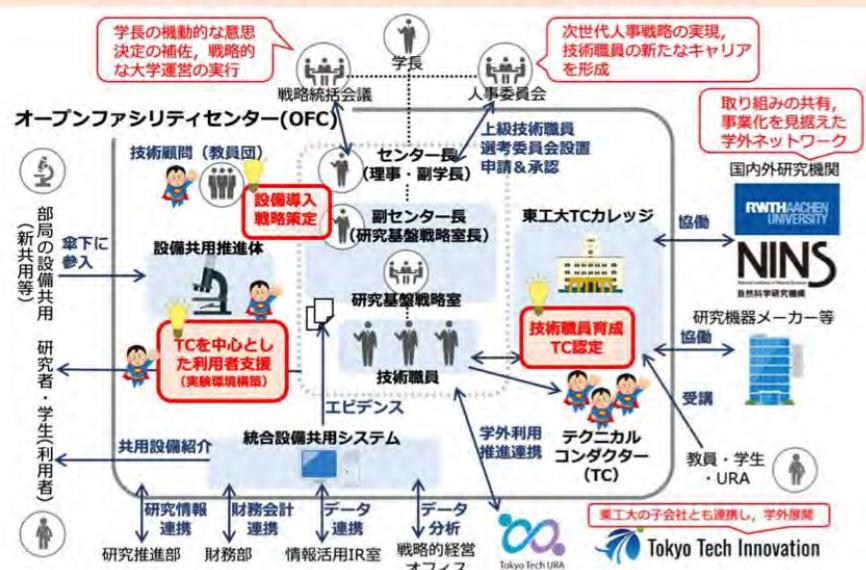 学長の機動的な意思
決定の補佐，戦略的
な大学運営の実行
学長
次世代人事戦略の実現，
技術職員の新たなキャリア
を形成
戦略統括会議
人事委員会
取り組みの共有，
事業化を見据えた
学外ネットワーク
オープンファシリティセンター(OFC)
技術顧問（教員団）
センター長
（理事・副学長）
上級技術職員
選考委員会設置
申請＆承認
国内外研究機関
RWTHAACHEN
UNIVERSITY
設備導入
戦略策定
副センター長
（研究基盤戦略室長）
東工大TCカレッジ
協働
部局の設備共用
（新共用等）
傘下に
参入
設備共用推進体
NINS
自然科学研究機構
研究基盤戦略室
研究機器メーカー等
TCを中心とし
た利用者支援
（実験環境構築）
技術職員
技術職員育成
TC認定
協働
研究者・学生（利用者）
エビデンス
受講
共用設備紹介
統合設備共用システム
学外利用
推進連携
テクニカル
コンダクター
（TC）
教員・学生
・URA
研究情報
連携
財務会計
連携
データ
連携
データ
分析
東工大の子会社とも連携し，学外展開
研究推進部
財務部
情報活用IR室
戦略的経営
オフィス
Tokyo Tech URA
Tokyo Tech Innovation